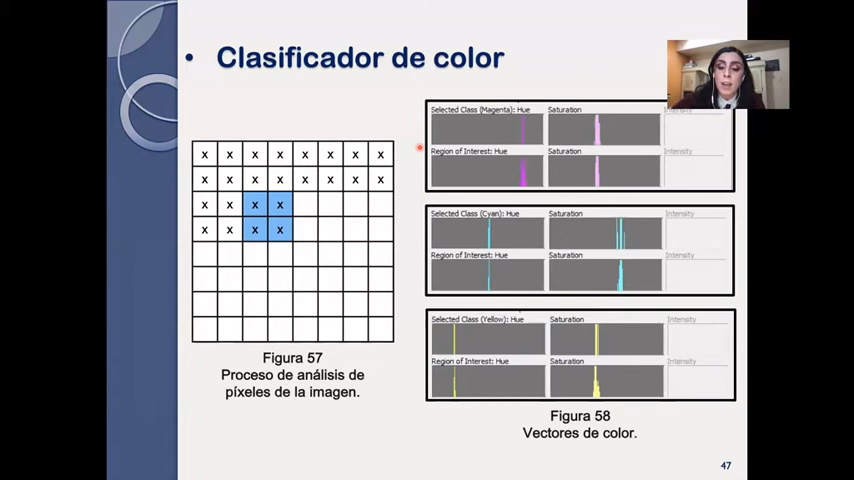 • Clasificador de color
x x x x x x x x
x x x x x x x x
x x x x
x x x x
Figura 57
Proceso de análisis de
píxeles de la imagen.
Selected Class (Magenta): Hue Saturation Intensity
Region of Interest: Hue Saturation Intensity
Selected Class (Cyan): Hue Saturation Intensity
Region of Interest: Hue Saturation Intensity
Selected Class (Yellow): Hue Saturation Intensity
Region of Interest: Hue Saturation Intensity
Figura 58
Vectores de color.
47